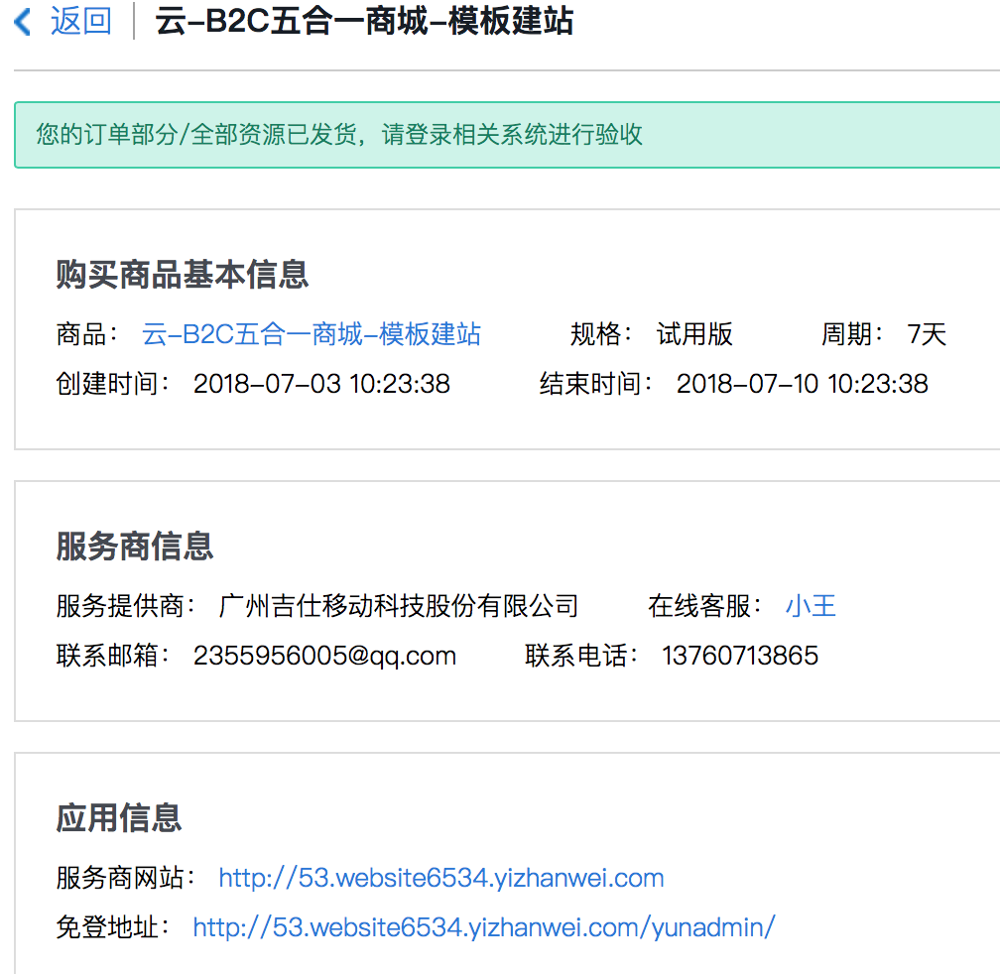 返回 云-B2C五合一商城-模板建站
您的订单部分/全部资源已发货，请登录相关系统进行验收
购买商品基本信息
商品： 云-B2C五合一商城-模板建站 规格： 试用版 周期： 7天
创建时间： 2018-07-03 10:23:38 结束时间： 2018-07-10 10:23:38
服务商信息
服务提供商： 广州吉仕移动科技股份有限公司 在线客服： 小王
联系邮箱： 2355956005@qq.com 联系电话： 13760713865
应用信息
服务商网站： http://53.website6534.yizhanwei.com
免登地址： http://53.website6534.yizhanwei.com/yunadmin/